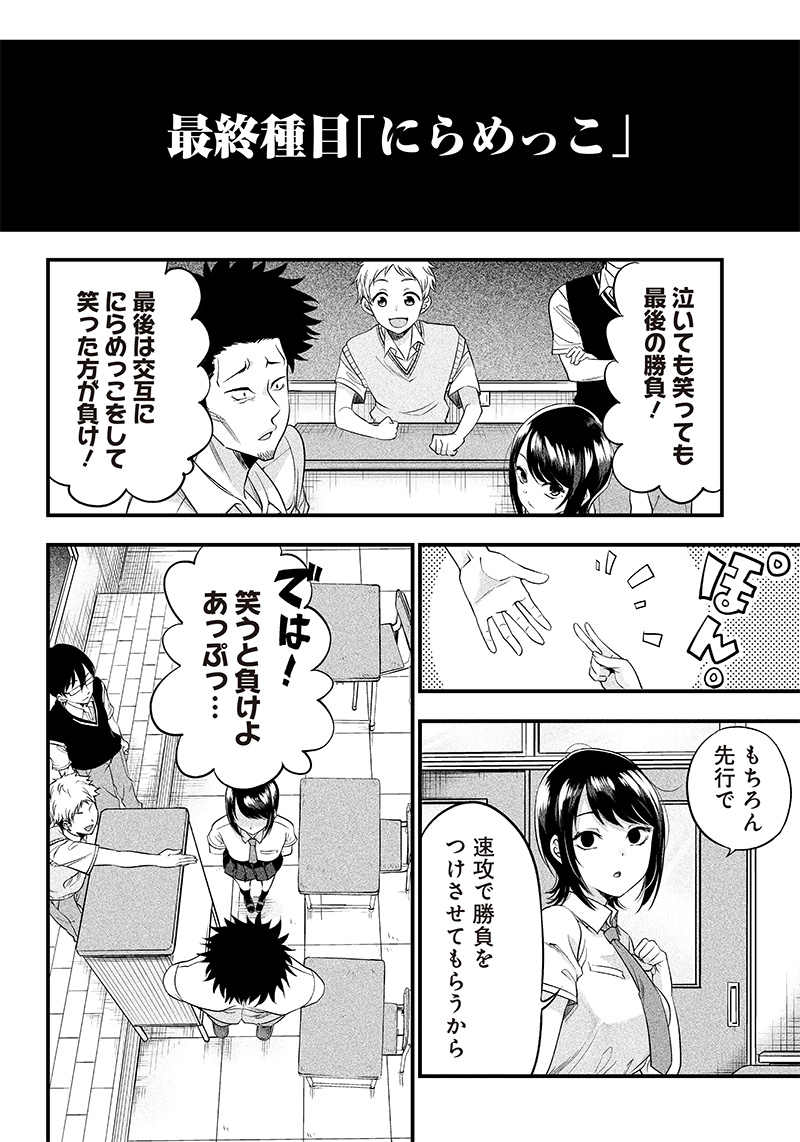 最終種目「にらめっこ」
泣いても笑っても
最後の勝負!
最後は交互に
にらめっこをして
笑った方が負け!
ぽん。
もちろん
先行で
速攻で勝負を
つけさせてもらうから
では!
笑うと負けよ
あっぷっ…